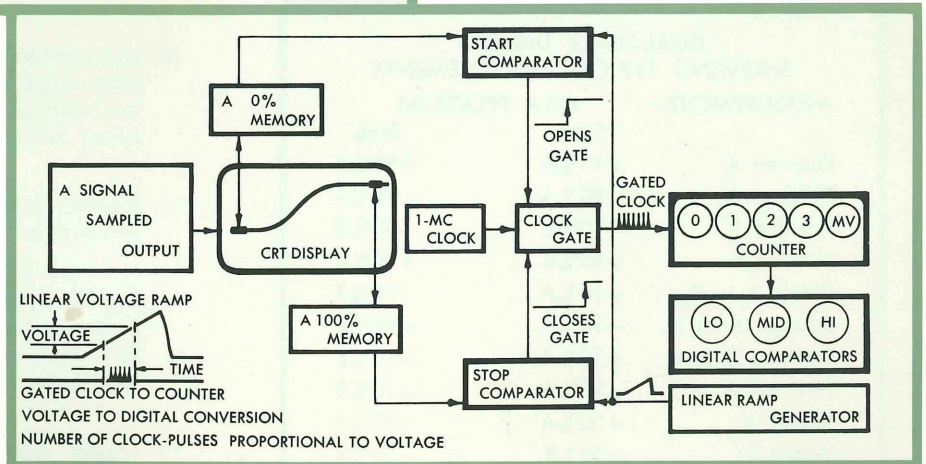 START
COMPARATOR
A 0%
MEMORY
OPENS
GATE
A SIGNAL
SAMPLED
OUTPUT
CRT DISPLAY
1-MC
CLOCK
CLOCK
GATE
GATED
CLOCK
0 1 2 3 MV
COUNTER
LINEAR VOLTAGE RAMP
VOLTAGE
TIME
GATED CLOCK TO COUNTER
VOLTAGE TO DIGITAL CONVERSION
NUMBER OF CLOCK-PULSES PROPORTIONAL TO VOLTAGE
A 100%
MEMORY
CLOSES
GATE
LO MID HI
DIGITAL COMPARATORS
STOP
COMPARATOR
LINEAR RAMP
GENERATOR